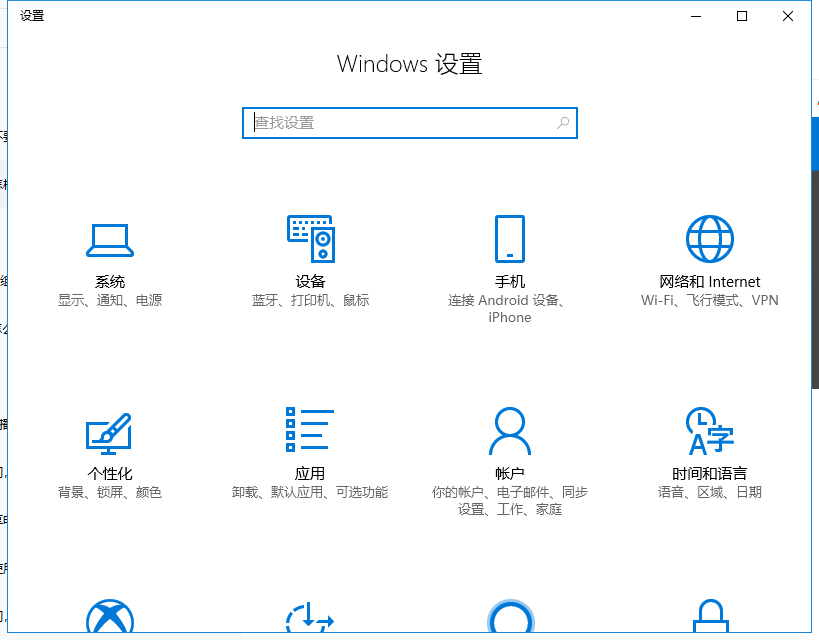 设置
Windows 设置
查找设置
系统
显示、通知、电源
设备
蓝牙、打印机、鼠标
手机
连接 Android 设备、
iPhone
网络和 Internet
Wi-Fi、飞行模式、VPN
个性化
背景、锁屏、颜色
应用
卸载、默认应用、可选功能
帐户
你的帐户、电子邮件、同步
设置、工作、家庭
时间和语言
语音、区域、日期